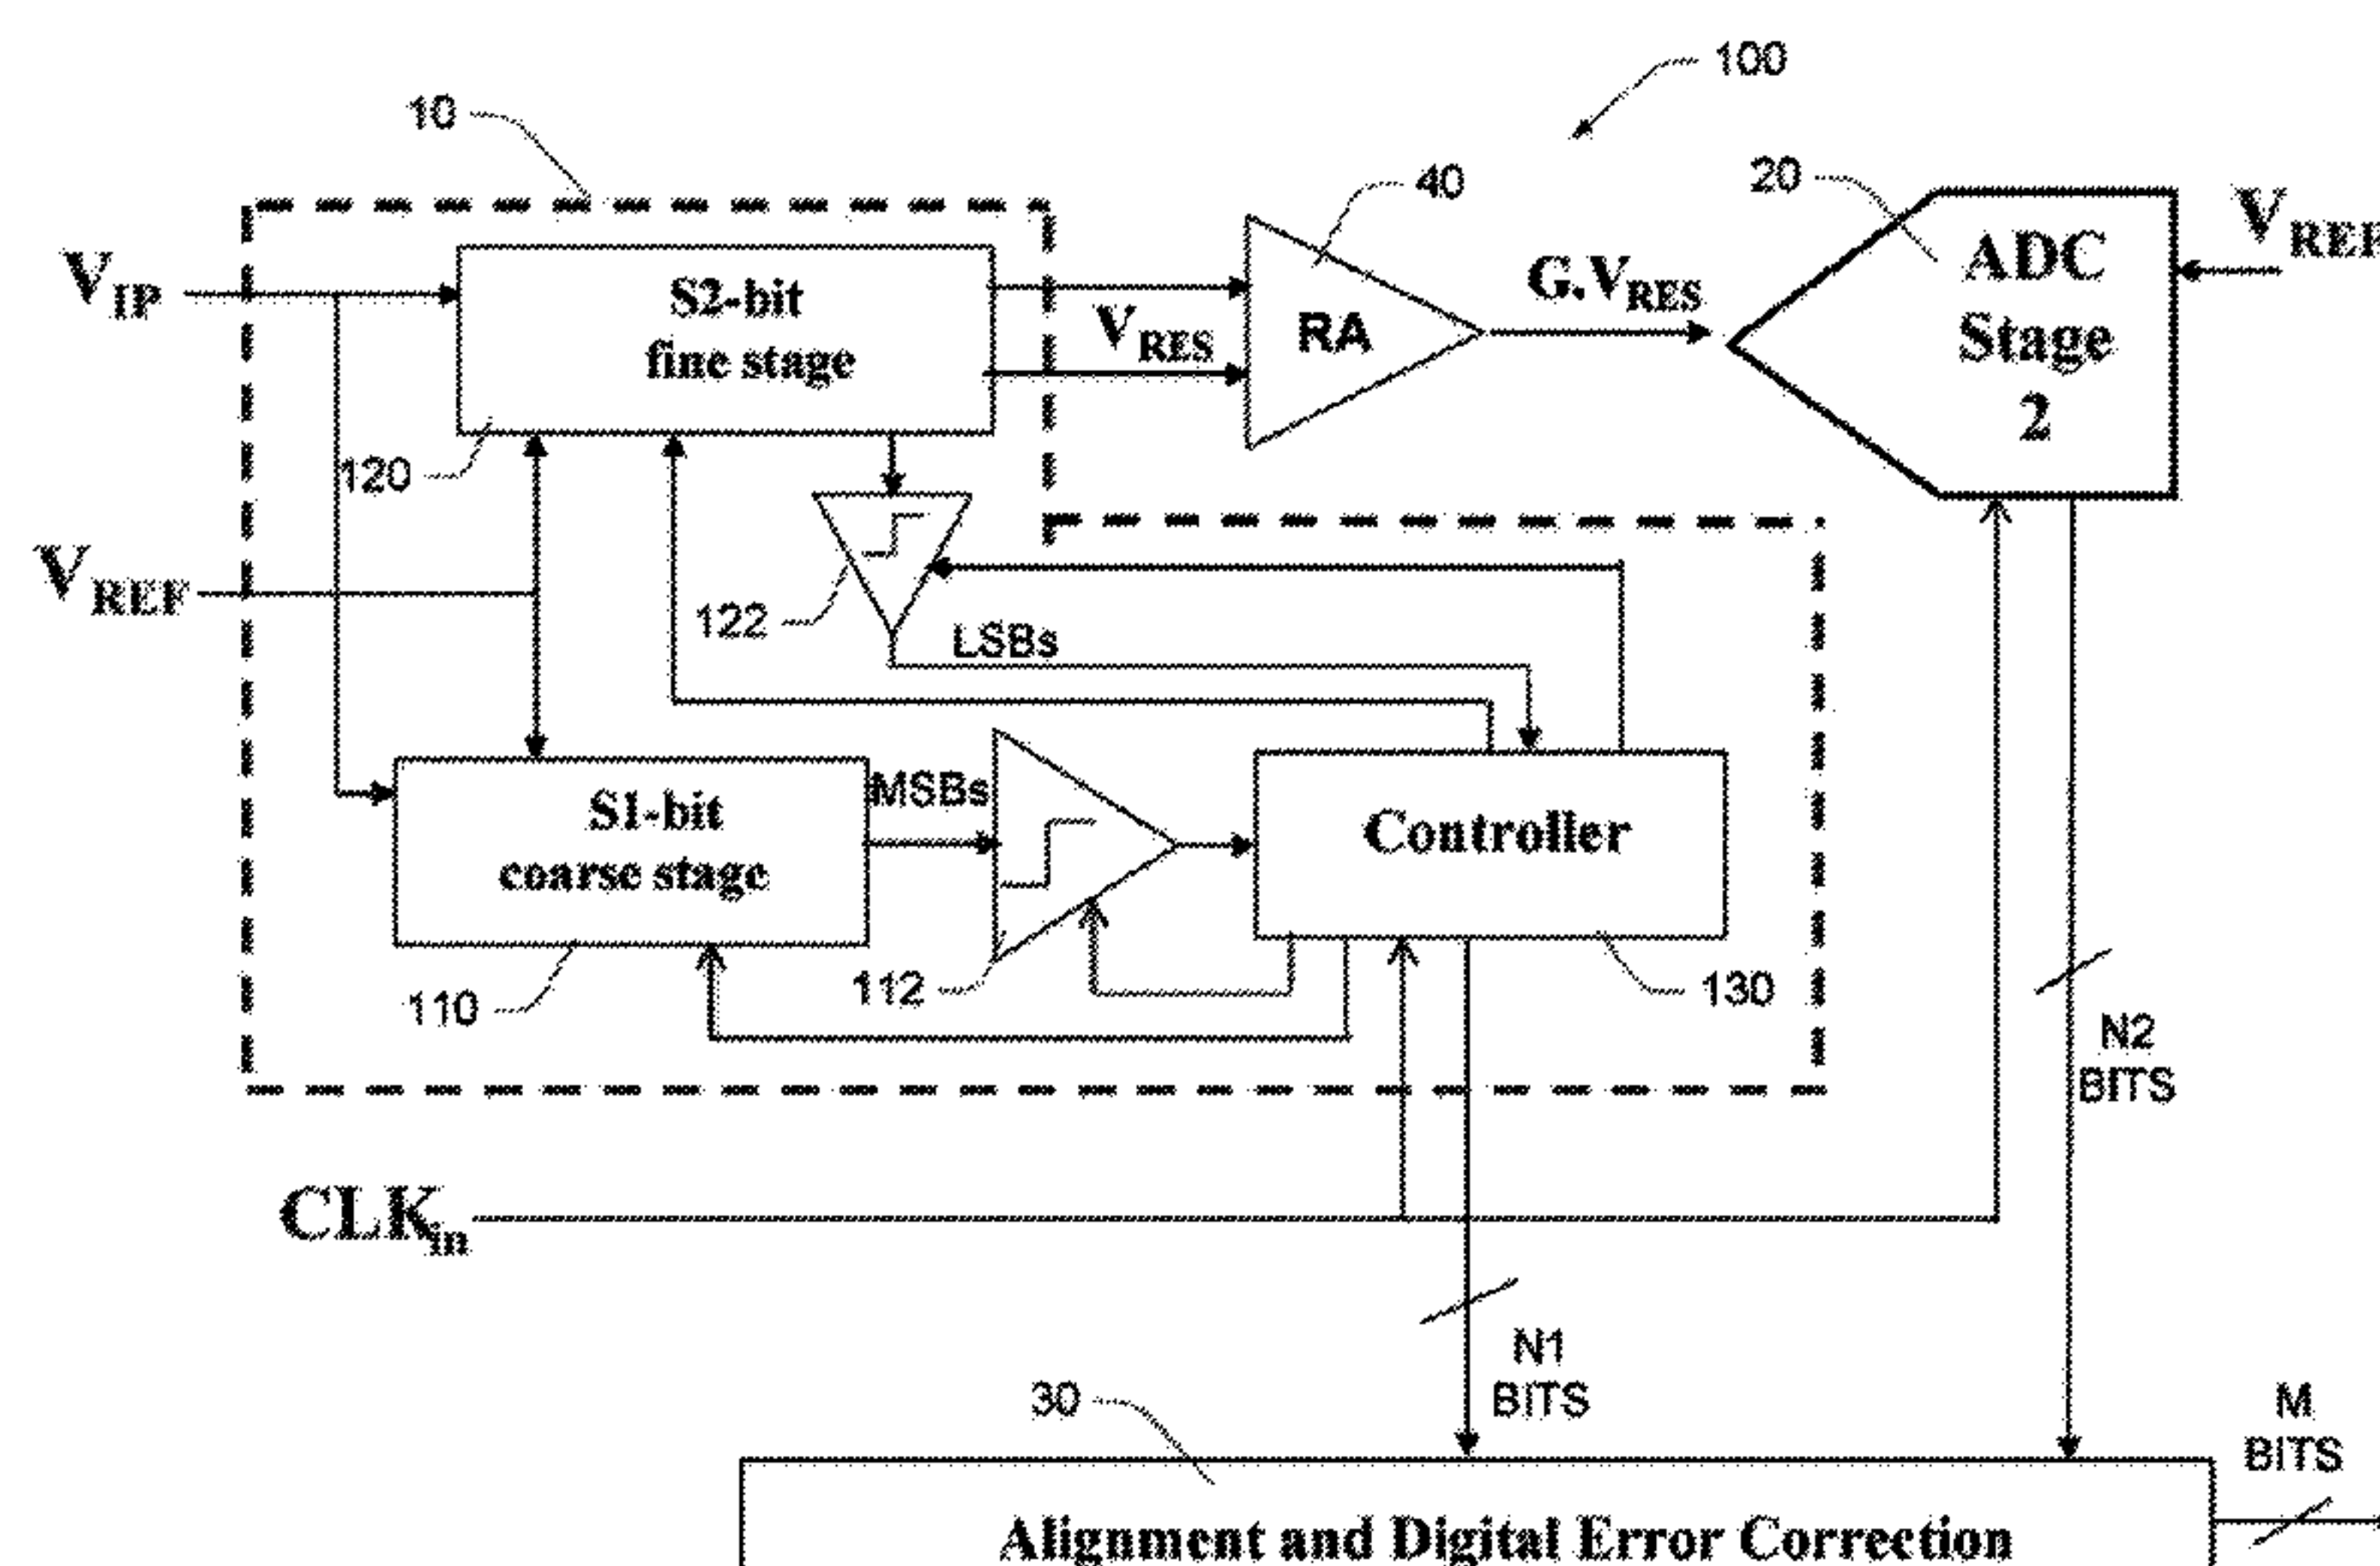 100
10
40
20
V_REF
V_IP
S2-bit
fine stage
V_RES
RA
G.V_RES
ADC
Stage
2
120
V_REF
122
LSBs
S1-bit
coarse stage
MSBs
Controller
110
112
130
N2
BITS
CLK_in
N1
BITS
30
M
BITS
Alignment and Digital Error Correction